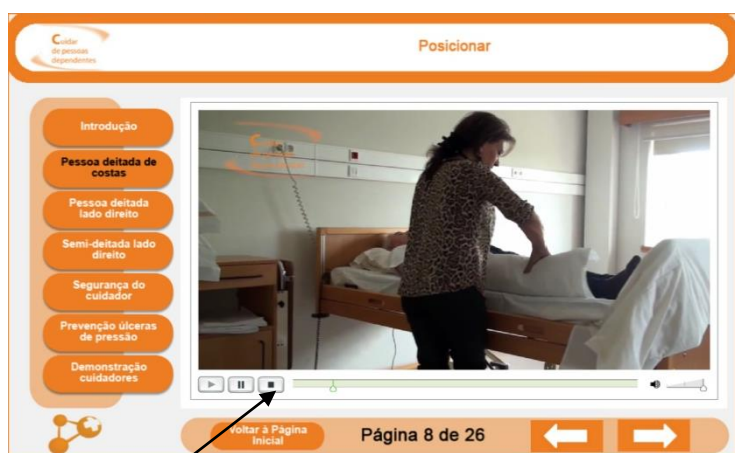 Cuidar
de pessoas
dependentes
Posicionar
Introdução
Pessoa deitada de
costas
Pessoa deitada
lado direito
Semi-deitada lado
direito
Segurança do
cuidador
Prevenção úlceras
de pressão
Demonstração
cuidadores
Voltar à Página
Inicial
Página 8 de 26